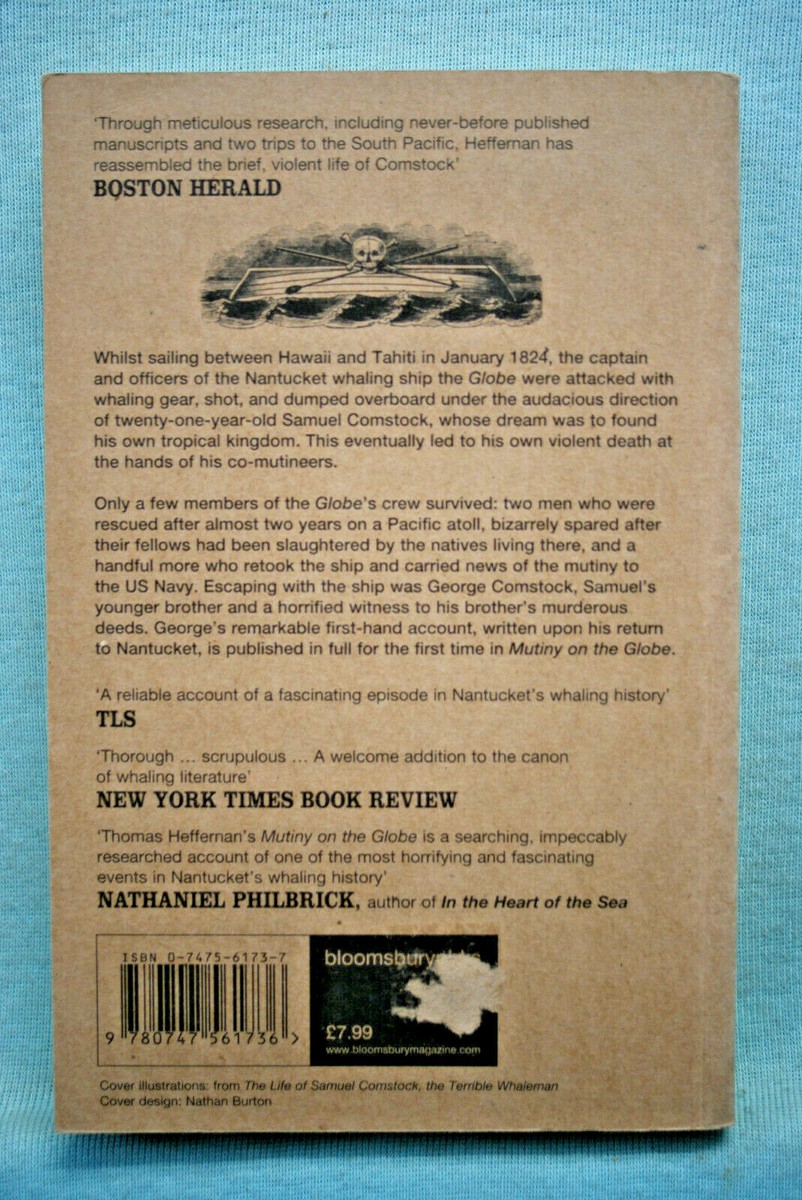 'Through meticulous research, including never-before published
manuscripts and two trips to the South Pacific, Heffernan has
reassembled the brief, violent life of Comstock'
BOSTON HERALD
Whilst sailing between Hawaii and Tahiti in January 1824, the captain
and officers of the Nantucket whaling ship the Globe were attacked with
whaling gear, shot, and dumped overboard under the audacious direction
of twenty-one-year-old Samuel Comstock, whose dream was to found
his own tropical kingdom. This eventually led to his own violent death at
the hands of his co-mutineers.
Only a few members of the Globe's crew survived: two men who were
rescued after almost two years on a Pacific atoll, bizarrely spared after
their fellows had been slaughtered by the natives living there, and a
handful more who retook the ship and carried news of the mutiny to
the US Navy. Escaping with the ship was George Comstock, Samuel's
younger brother and a horrified witness to his brother's murderous
deeds. George's remarkable first-hand account, written upon his return
to Nantucket, is published in full for the first time in Mutiny on the Globe.
'A reliable account of a fascinating episode in Nantucket's whaling history'
TLS
'Thorough ... scrupulous ... A welcome addition to the canon
of whaling literature'
NEW YORK TIMES BOOK REVIEW
'Thomas Heffernan's Mutiny on the Globe is a searching, impeccably
researched account of one of the most horrifying and fascinating
events in Nantucket's whaling history'
NATHANIEL PHILBRICK, author of In the Heart of the Sea
ISBN 0-7475-6173-7
9 780747 561736 >
bloomsbury
£7.99
www.bloomsburymagazine.com
Cover illustrations: from The Life of Samuel Comstock, the Terrible Whaleman
Cover design: Nathan Burton